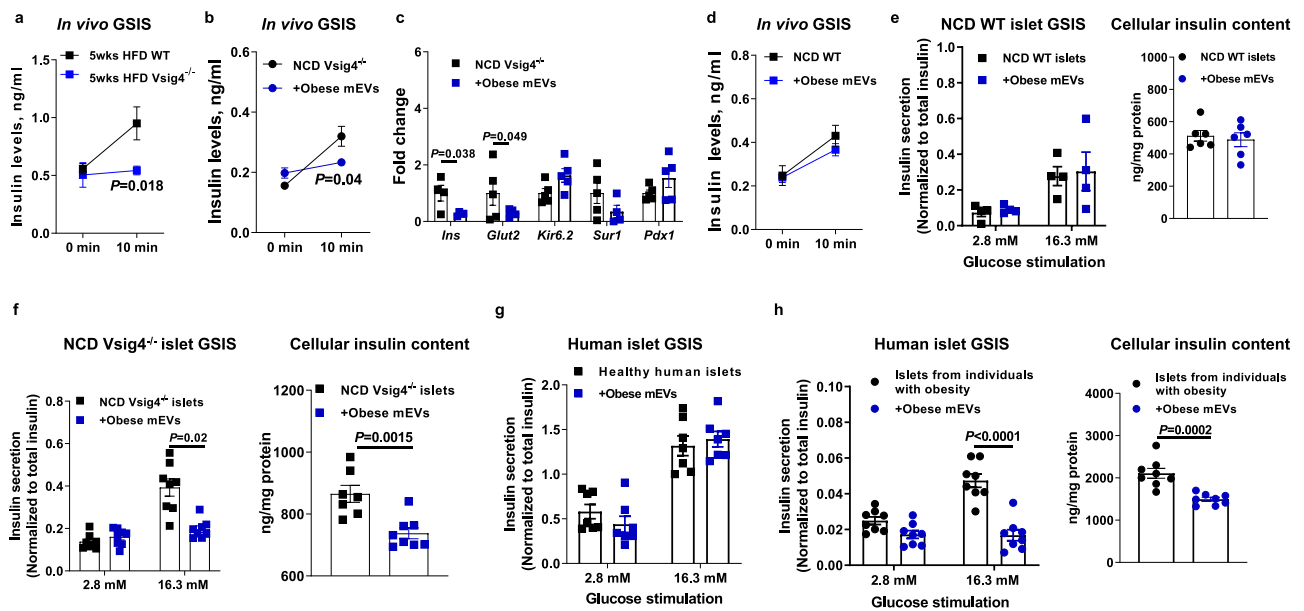 a
In vivo GSIS
5wks HFD WT
5wks HFD Vsig4-/-
Insulin levels, ng/ml
1.5
1.0
0.5
0.0
P=0.018
0 min
10 min
b
In vivo GSIS
NCD Vsig4-/-
+Obese mEVs
Insulin levels, ng/ml
0.6
0.4
0.2
0.0
P=0.04
0 min
10 min
c
NCD Vsig4-/-
+Obese mEVs
Fold change
5
4
3
2
1
0
P=0.038
P=0.049
Ins
Glut2
Kir6.2
Sur1
Pdx1
d
In vivo GSIS
NCD WT
+Obese mEVs
Insulin levels, ng/ml
0.8
0.6
0.4
0.2
0.0
0 min
10 min
e
NCD WT islet GSIS
NCD WT islets
+Obese mEVs
Insulin secretion
(Normalized to total insulin)
1.0
0.8
0.6
0.4
0.2
0.0
2.8 mM
16.3 mM
Glucose stimulation
Cellular insulin content
NCD WT islets
+Obese mEVs
ng/mg protein
1000
800
600
400
200
0
f
NCD Vsig4-/- islet GSIS
NCD Vsig4-/- islets
+Obese mEVs
Insulin secretion
(Normalized to total insulin)
0.8
0.6
0.4
0.2
0.0
P=0.02
2.8 mM
16.3 mM
Cellular insulin content
NCD Vsig4-/- islets
+Obese mEVs
ng/mg protein
1200
1000
800
600
P=0.0015
g
Human islet GSIS
Healthy human islets
+Obese mEVs
Insulin secretion
(Normalized to total insulin)
2.0
1.5
1.0
0.5
0.0
2.8 mM
16.3 mM
Glucose stimulation
h
Human islet GSIS
Islets from individuals
with obesity
+Obese mEVs
Insulin secretion
(Normalized to total insulin)
0.10
0.08
0.06
0.04
0.02
0.00
P<0.0001
2.8 mM
16.3 mM
Glucose stimulation
Cellular insulin content
Islets from individuals
with obesity
+Obese mEVs
ng/mg protein
4000
3000
2000
1000
0
P=0.0002